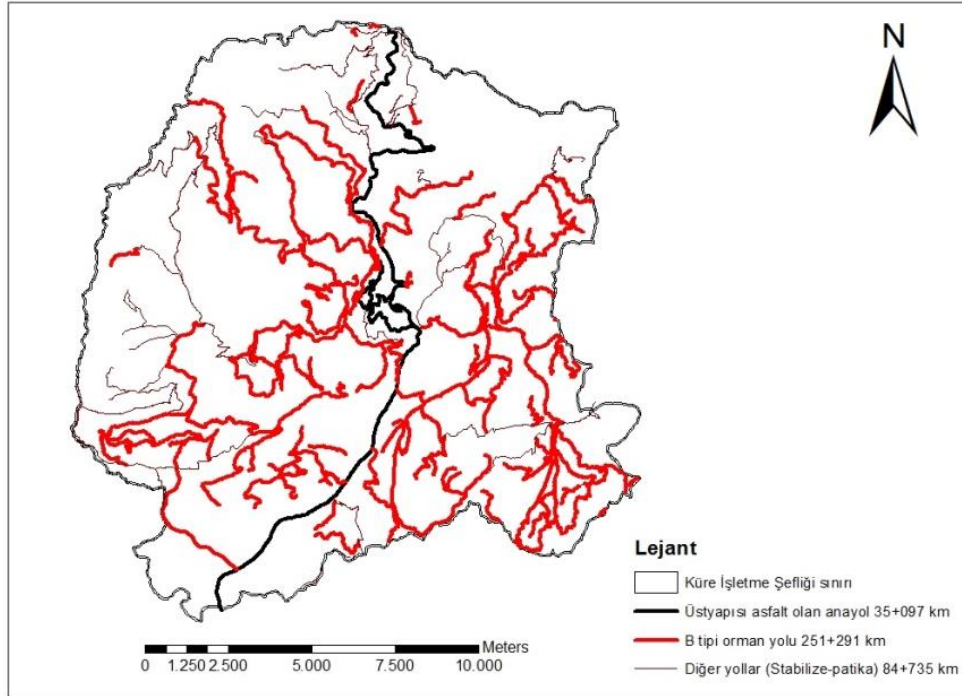 N
Lejant
Küre İşletme Şefliği sınırı
Üstyapısı asfalt olan anayol 35+097 km
B tipi orman yolu 251+291 km
Diğer yollar (Stabilize-patika) 84+735 km
Meters
0 1.250 2.500 5.000 7.500 10.000